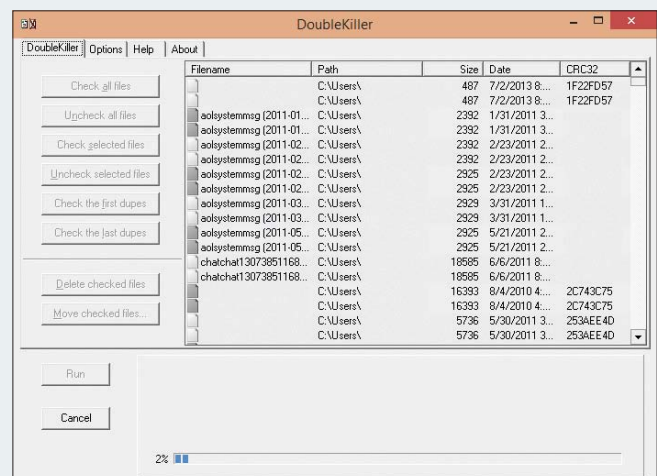 DoubleKiller
DoubleKiller Options Help About
Check all files
Uncheck all files
Check selected files
Uncheck selected files
Check the first dupes
Check the last dupes
Delete checked files
Move checked files...
Filename Path Size Date CRC32
C:\Users\ 487 7/2/2013 8:... 1F22FD57
C:\Users\ 487 7/2/2013 8:... 1F22FD57
aolsystemmsg (2011-01... C:\Users\ 2392 1/31/2011 3...
aolsystemmsg (2011-01... C:\Users\ 2392 1/31/2011 3...
aolsystemmsg (2011-02... C:\Users\ 2392 2/23/2011 2...
aolsystemmsg (2011-02... C:\Users\ 2392 2/23/2011 2...
aolsystemmsg (2011-02... C:\Users\ 2925 2/23/2011 2...
aolsystemmsg (2011-02... C:\Users\ 2925 2/23/2011 2...
aolsystemmsg (2011-03... C:\Users\ 2929 3/31/2011 1...
aolsystemmsg (2011-03... C:\Users\ 2929 3/31/2011 1...
aolsystemmsg (2011-05... C:\Users\ 2925 5/21/2011 2...
aolsystemmsg (2011-05... C:\Users\ 2925 5/21/2011 2...
chatchat13073851168... C:\Users\ 18585 6/6/2011 8:...
chatchat13073851168... C:\Users\ 18585 6/6/2011 8:...
C:\Users\ 16393 8/4/2010 4:... 2C743C75
C:\Users\ 16393 8/4/2010 4:... 2C743C75
C:\Users\ 5736 5/30/2011 3... 253AEE4D
C:\Users\ 5736 5/30/2011 3... 253AEE4D
Run
Cancel
2%